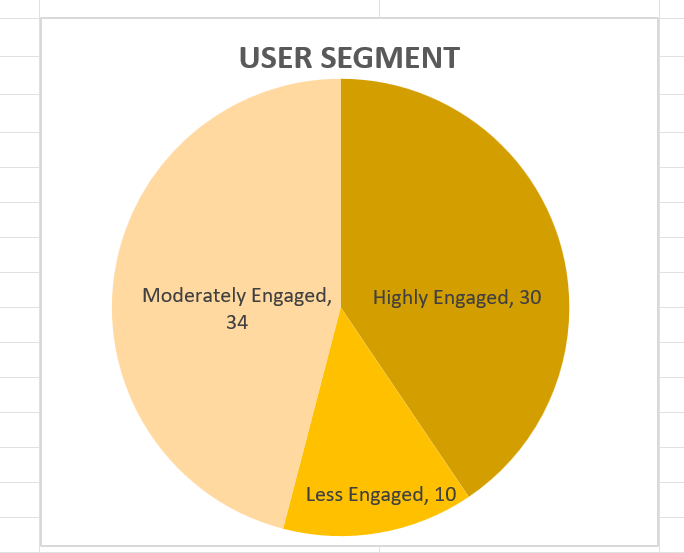 USER SEGMENT
Moderately Engaged,
34
Highly Engaged, 30
Less Engaged, 10